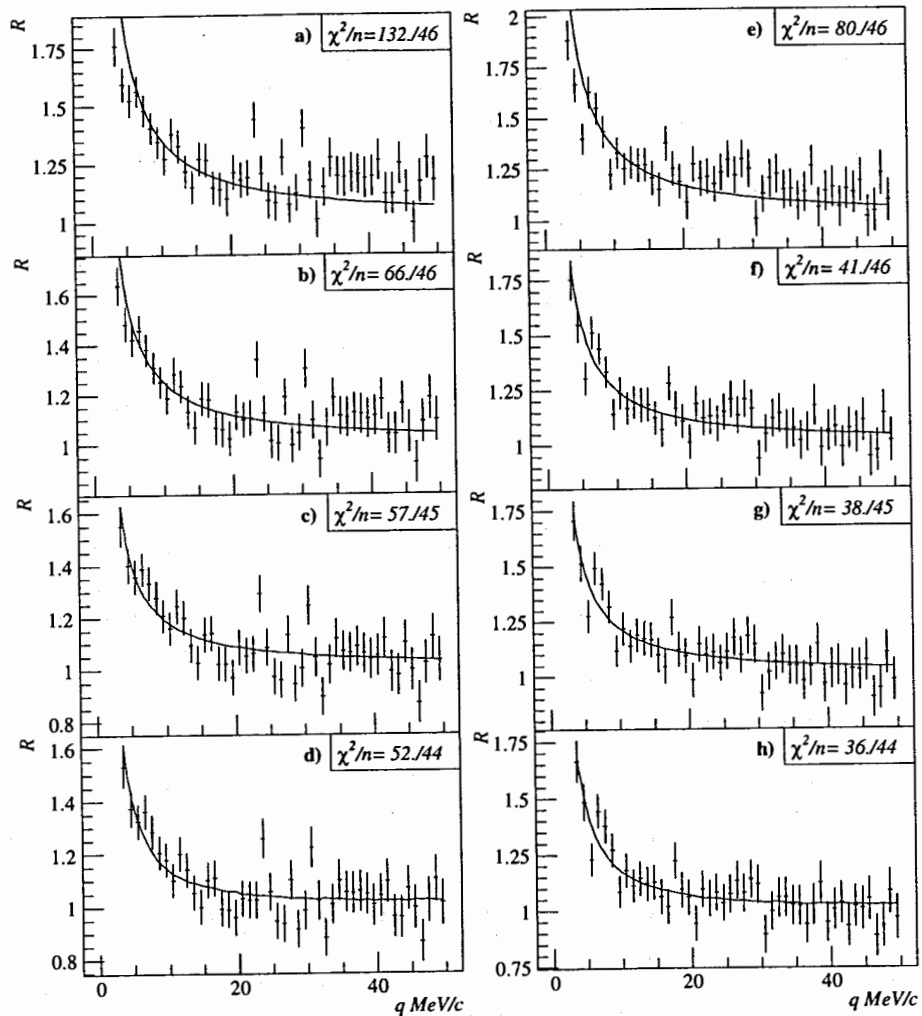 R
1.75
1.5
1.25
1
a) χ²/n=132./46
R
1.6
1.4
1.2
1
b) χ²/n= 66./46
R
1.6
1.4
1.2
1
0.8
c) χ²/n= 57./45
R
1.6
1.4
1.2
1
0.8
d) χ²/n= 52./44
0 20 40
q MeV/c
R
2
1.75
1.5
1.25
1
e) χ²/n= 80./46
R
1.75
1.5
1.25
1
f) χ²/n= 41./46
R
1.75
1.5
1.25
1
g) χ²/n= 38./45
R
1.75
1.5
1.25
1
0.75
h) χ²/n= 36./44
0 20 40
q MeV/c